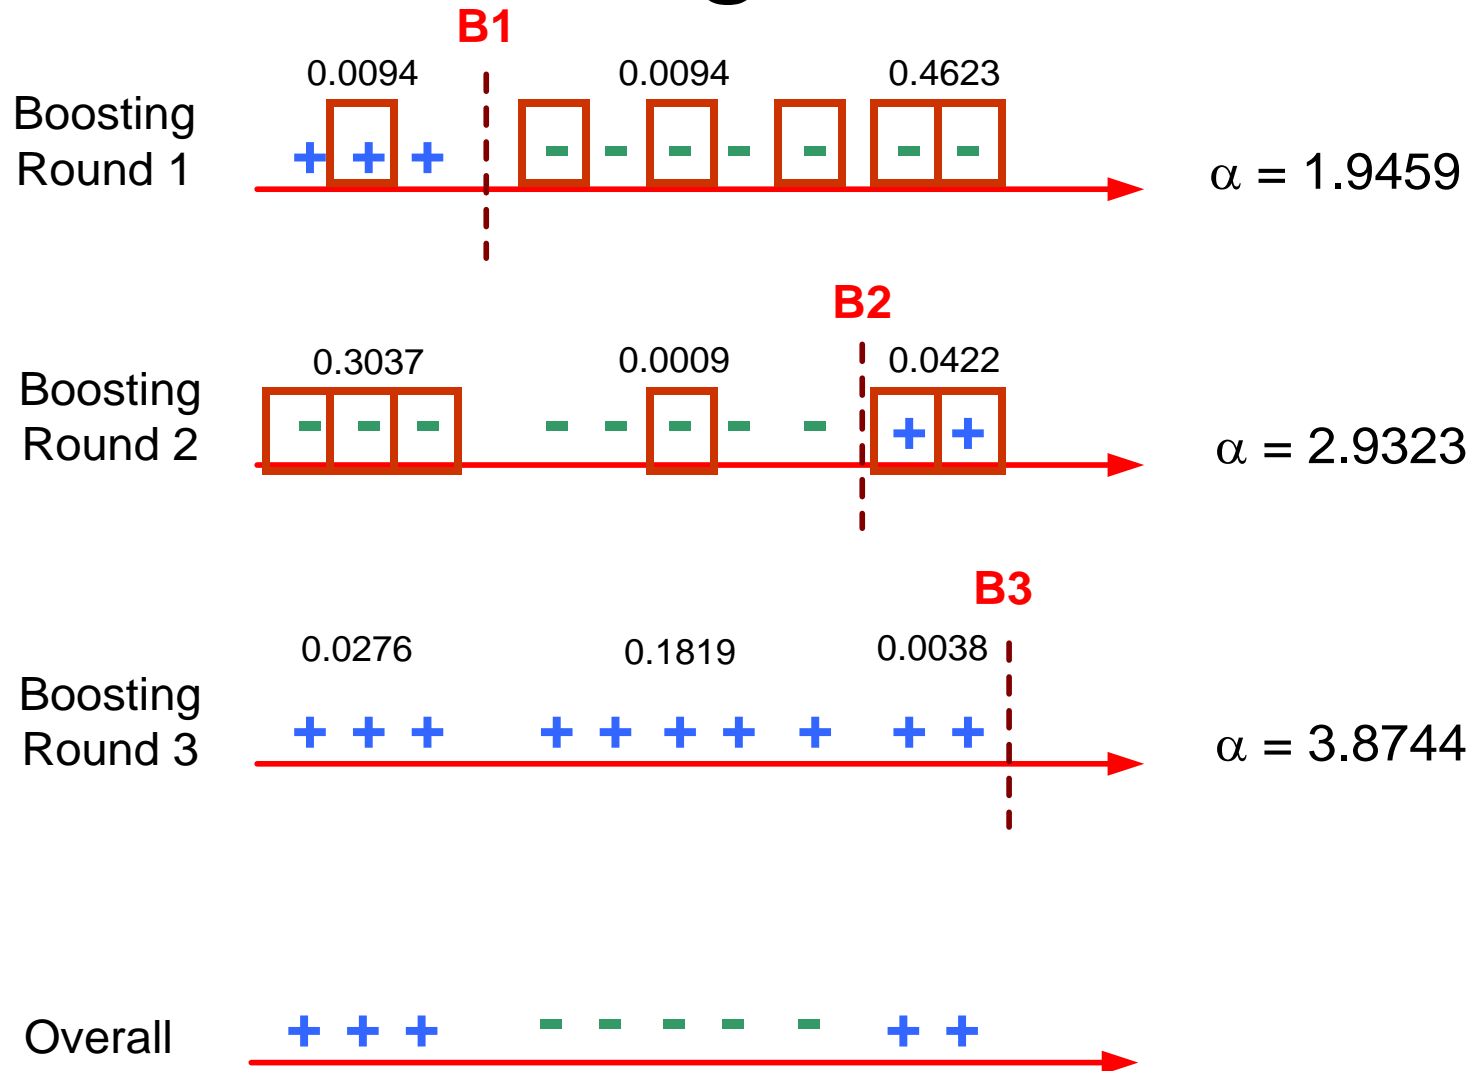 B1
0.0094 0.0094 0.4623
Boosting
Round 1
+ + + - - - - - - -
α = 1.9459
B2
0.3037 0.0009 0.0422
Boosting
Round 2
- - - - - - - - + +
α = 2.9323
B3
0.0276 0.1819 0.0038
Boosting
Round 3
+ + + + + + + + + +
α = 3.8744
Overall
+ + + - - - - - + +